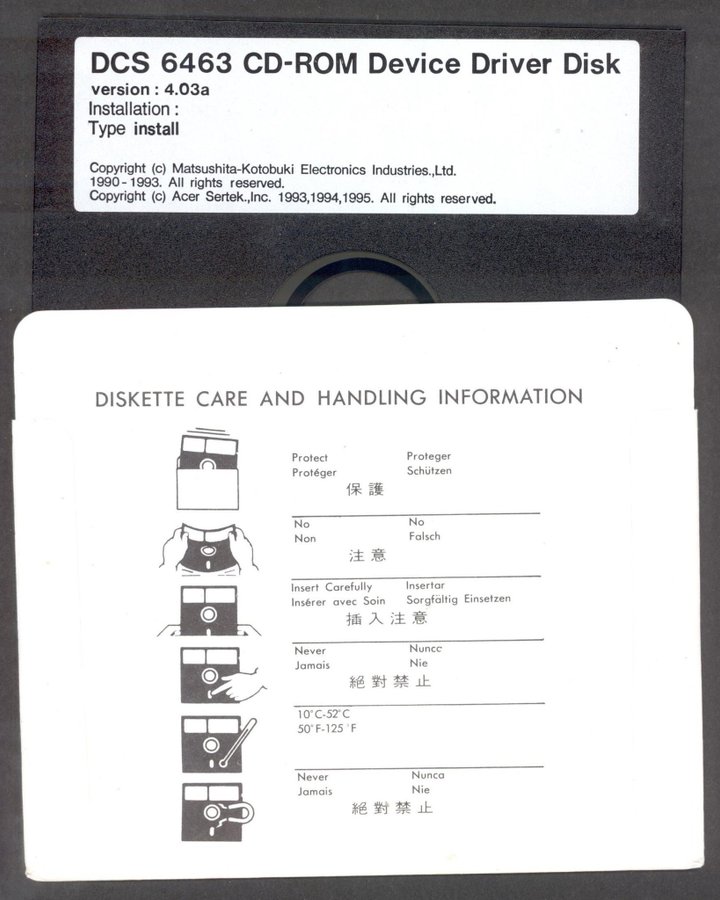 DCS 6463 CD-ROM Device Driver Disk
version : 4.03a
Installation :
Type install
Copyright (c) Matsushita-Kotobuki Electronics Industries.,Ltd.
1990-1993. All rights reserved.
Copyright (c) Acer Sertek.,Inc. 1993,1994,1995. All rights reserved.
DISKETTE CARE AND HANDLING INFORMATION
Protect Proteger
Protéger Schützen
保護
No No
Non Falsch
注意
Insert Carefully Insertar
Insérer avec Soin Sorgfältig Einsetzen
插入注意
Never Nunca
Jamais Nie
絕對禁止
10°C-52°C
50°F-125°F
Never Nunca
Jamais Nie
絕對禁止